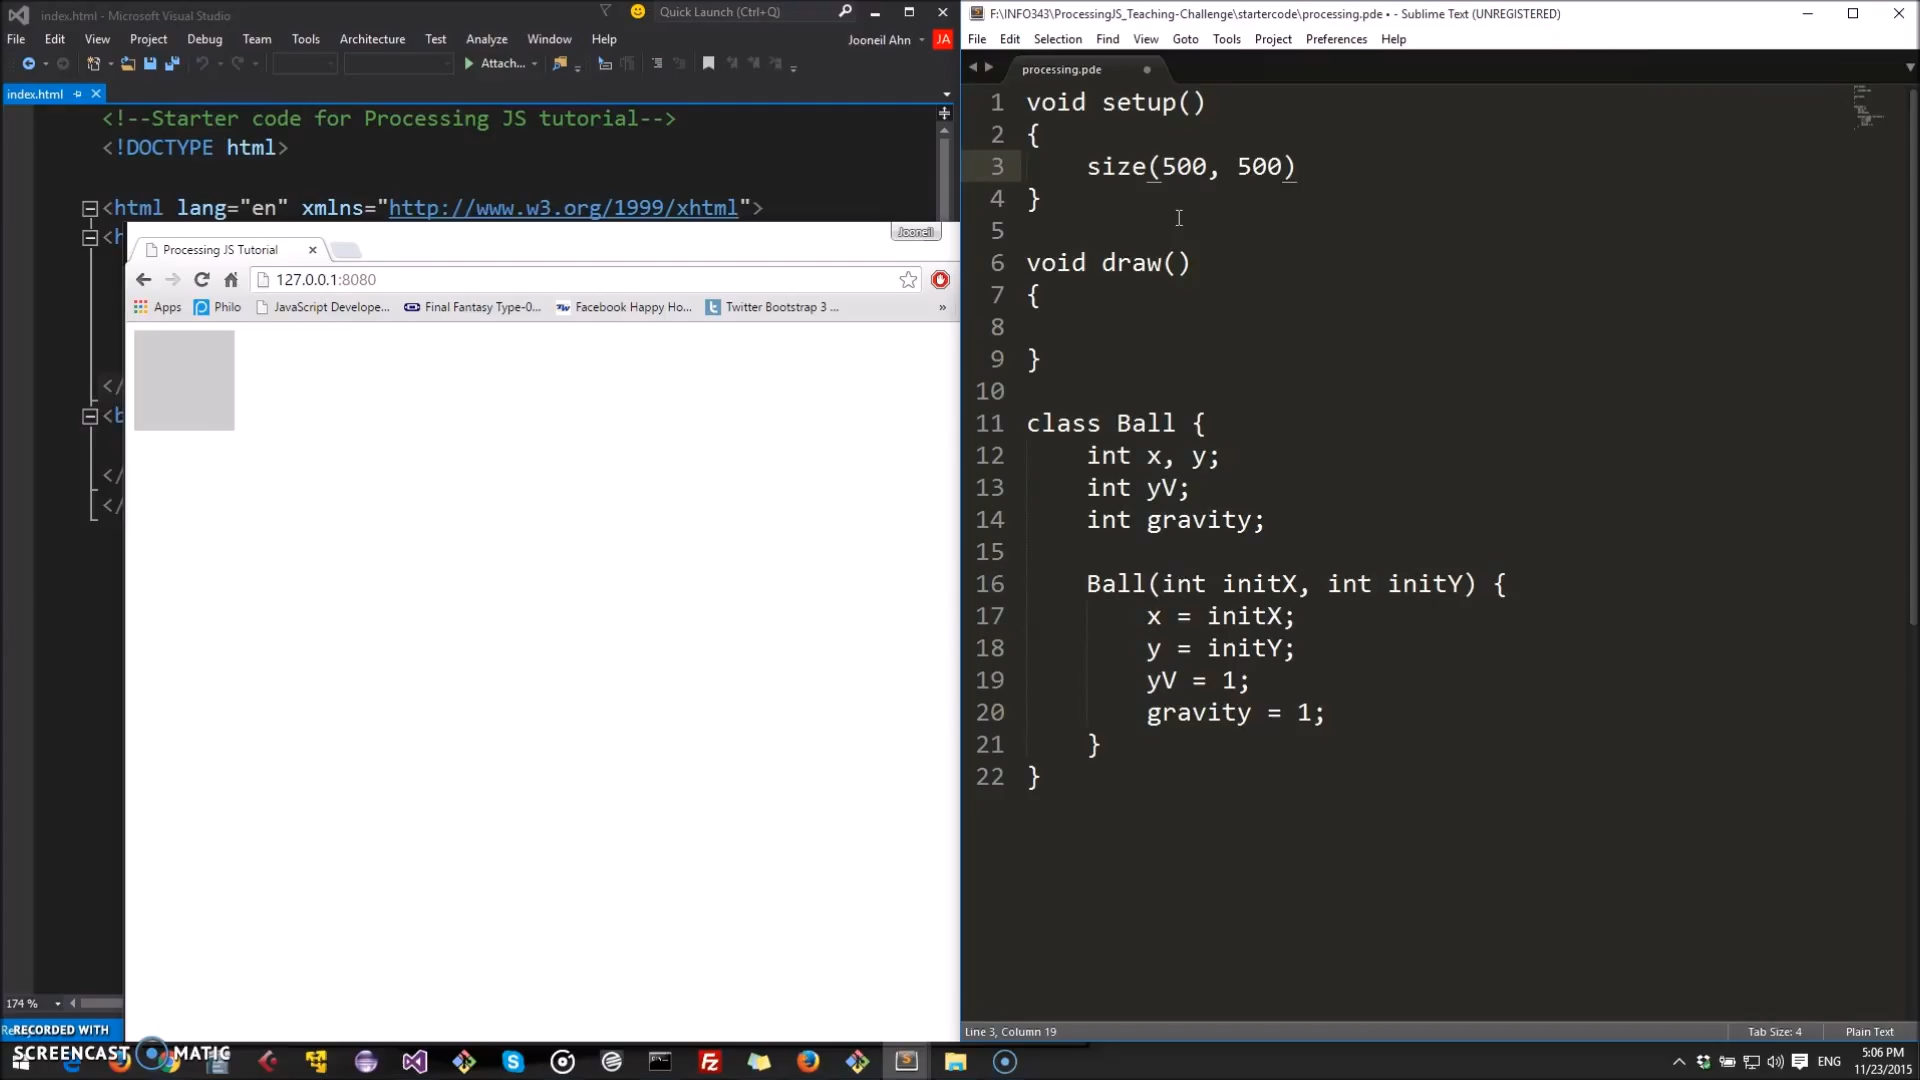 index.html - Microsoft Visual Studio
Quick Launch (Ctrl+Q)
File Edit View Project Debug Team Tools Architecture Test Analyze Window Help
Jooneil Ahn JA
Attach...
index.html
<!--Starter code for Processing JS tutorial-->
<!DOCTYPE html>
<html lang="en" xmlns="http://www.w3.org/1999/xhtml">
<h
</
<b
</
</
174 %
Jooneil
Processing JS Tutorial
127.0.0.1:8080
Apps Philo JavaScript Develope... Final Fantasy Type-0... Facebook Happy Ho... Twitter Bootstrap 3 ... »
F:\INFO343\ProcessingJS_Teaching-Challenge\startercode\processing.pde • - Sublime Text (UNREGISTERED)
File Edit Selection Find View Goto Tools Project Preferences Help
processing.pde
1 void setup()
2 {
3 size(500, 500)
4 }
5
6 void draw()
7 {
8
9 }
10
11 class Ball {
12 int x, y;
13 int yV;
14 int gravity;
15
16 Ball(int initX, int initY) {
17 x = initX;
18 y = initY;
19 yV = 1;
20 gravity = 1;
21 }
22 }
Line 3, Column 19
Tab Size: 4
Plain Text
RECORDED WITH
SCREENCAST MATIC
ENG
5:06 PM
11/23/2015